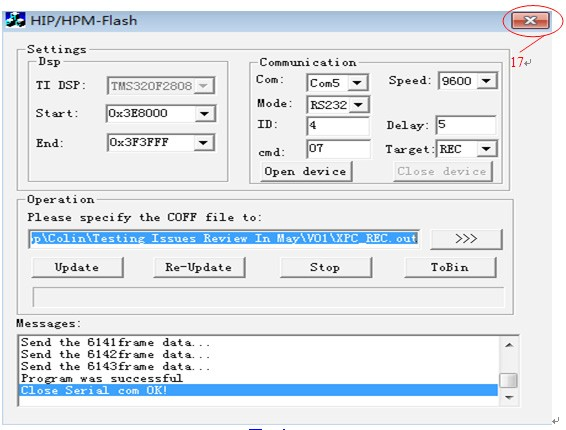 HIP/HPM-Flash
17
Settings
Dsp
TI DSP: TMS320F2808
Start: 0x3E8000
End: 0x3F3FFF
Communication
Com: Com5 Speed: 9600
Mode: RS232
ID: 4 Delay: 5
cmd: 07 Target: REC
Open device Close device
Operation
Please specify the COFF file to:
p\Colin\Testing Issues Review In May\V01\XPC_REC.out >>>
Update Re-Update Stop ToBin
Messages:
Send the 6141frame data...
Send the 6142frame data...
Send the 6143frame data...
Program was successful
Close Serial com OK!